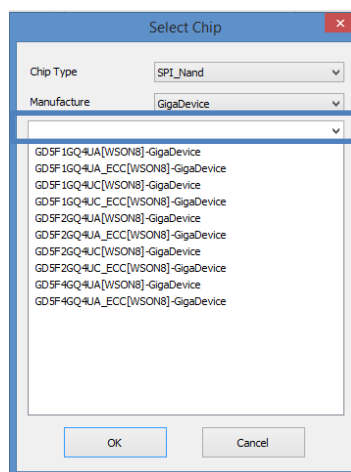 Select Chip
×
Chip Type SPI_Nand
Manufacture GigaDevice
GD5F1GQ4UA[WSON8]-GigaDevice
GD5F1GQ4UA_ECC[WSON8]-GigaDevice
GD5F1GQ4UC[WSON8]-GigaDevice
GD5F1GQ4UC_ECC[WSON8]-GigaDevice
GD5F2GQ4UA[WSON8]-GigaDevice
GD5F2GQ4UA_ECC[WSON8]-GigaDevice
GD5F2GQ4UC[WSON8]-GigaDevice
GD5F2GQ4UC_ECC[WSON8]-GigaDevice
GD5F4GQ4UA[WSON8]-GigaDevice
GD5F4GQ4UA_ECC[WSON8]-GigaDevice
OK Cancel